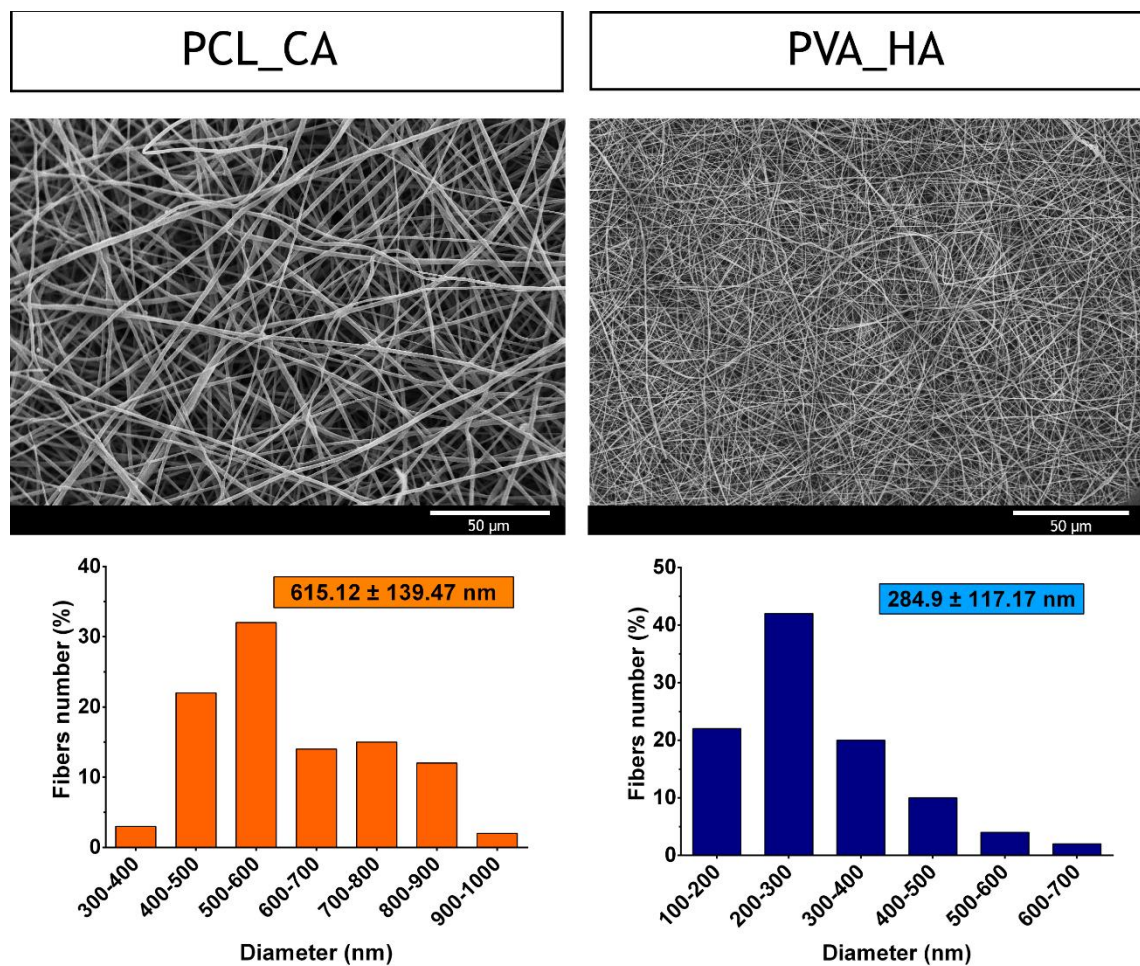 PCL_CA
PVA_HA
50 µm
50 µm
615.12 ± 139.47 nm
Fibers number (%)
40
30
20
10
0
300-400
400-500
500-600
600-700
700-800
800-900
900-1000
Diameter (nm)
284.9 ± 117.17 nm
Fibers number (%)
50
40
30
20
10
0
100-200
200-300
300-400
400-500
500-600
600-700
Diameter (nm)